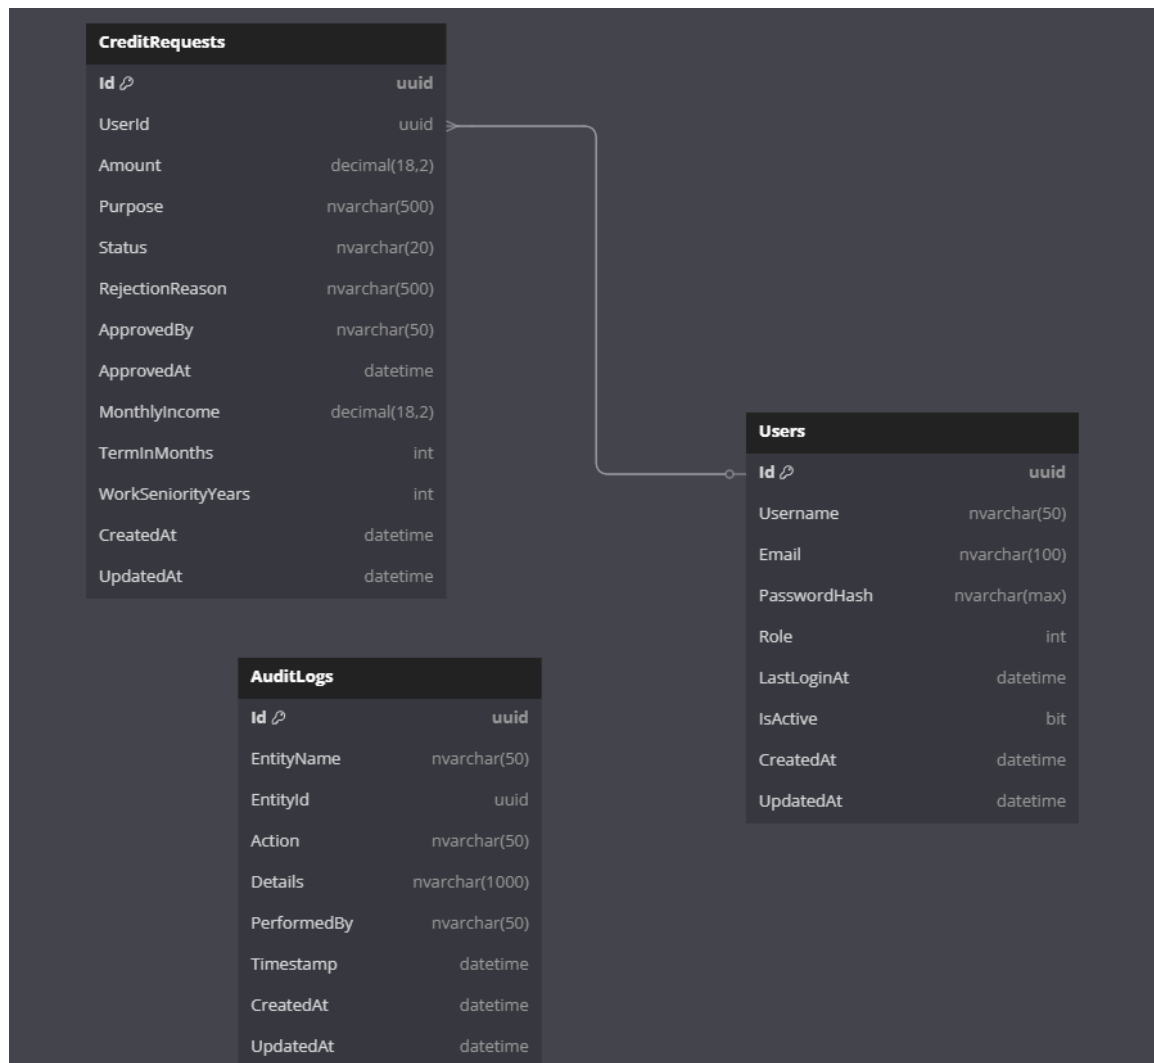 CreditRequests
Id uuid
UserId uuid
Amount decimal(18,2)
Purpose nvarchar(500)
Status nvarchar(20)
RejectionReason nvarchar(500)
ApprovedBy nvarchar(50)
ApprovedAt datetime
MonthlyIncome decimal(18,2)
TermInMonths int
WorkSeniorityYears int
CreatedAt datetime
UpdatedAt datetime
Users
Id uuid
Username nvarchar(50)
Email nvarchar(100)
PasswordHash nvarchar(max)
Role int
LastLoginAt datetime
IsActive bit
CreatedAt datetime
UpdatedAt datetime
AuditLogs
Id uuid
EntityName nvarchar(50)
EntityId uuid
Action nvarchar(50)
Details nvarchar(1000)
PerformedBy nvarchar(50)
Timestamp datetime
CreatedAt datetime
UpdatedAt datetime